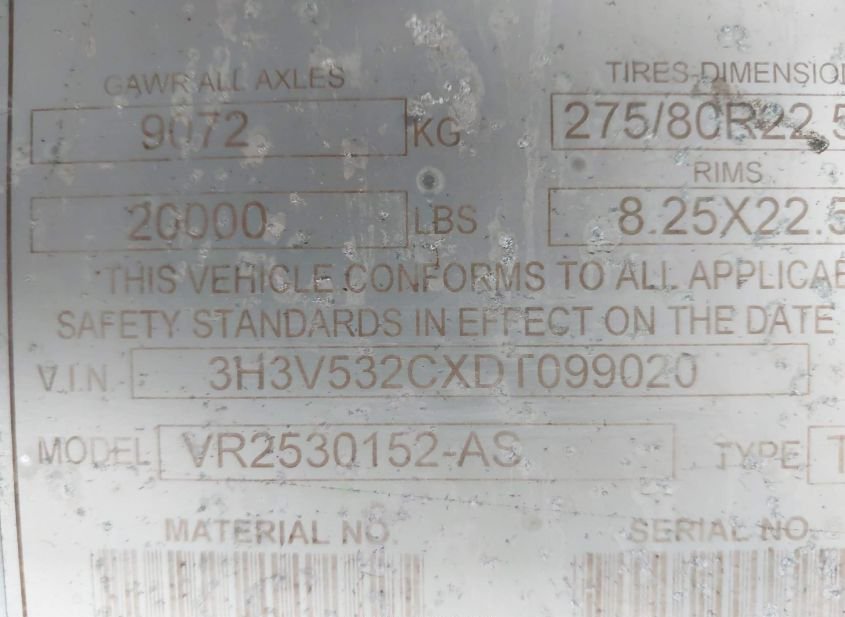 GAWR ALL AXLES TIRES-DIMENSIO
9072 KG 275/80R22.5
RIMS
20000 LBS 8.25X22.5
THIS VEHICLE CONFORMS TO ALL APPLICAB
SAFETY STANDARDS IN EFFECT ON THE DATE
V.I.N. 3H3V532CXDT099020
MODEL VR2530152-AS TYPE T
MATERIAL NO. SERIAL NO.